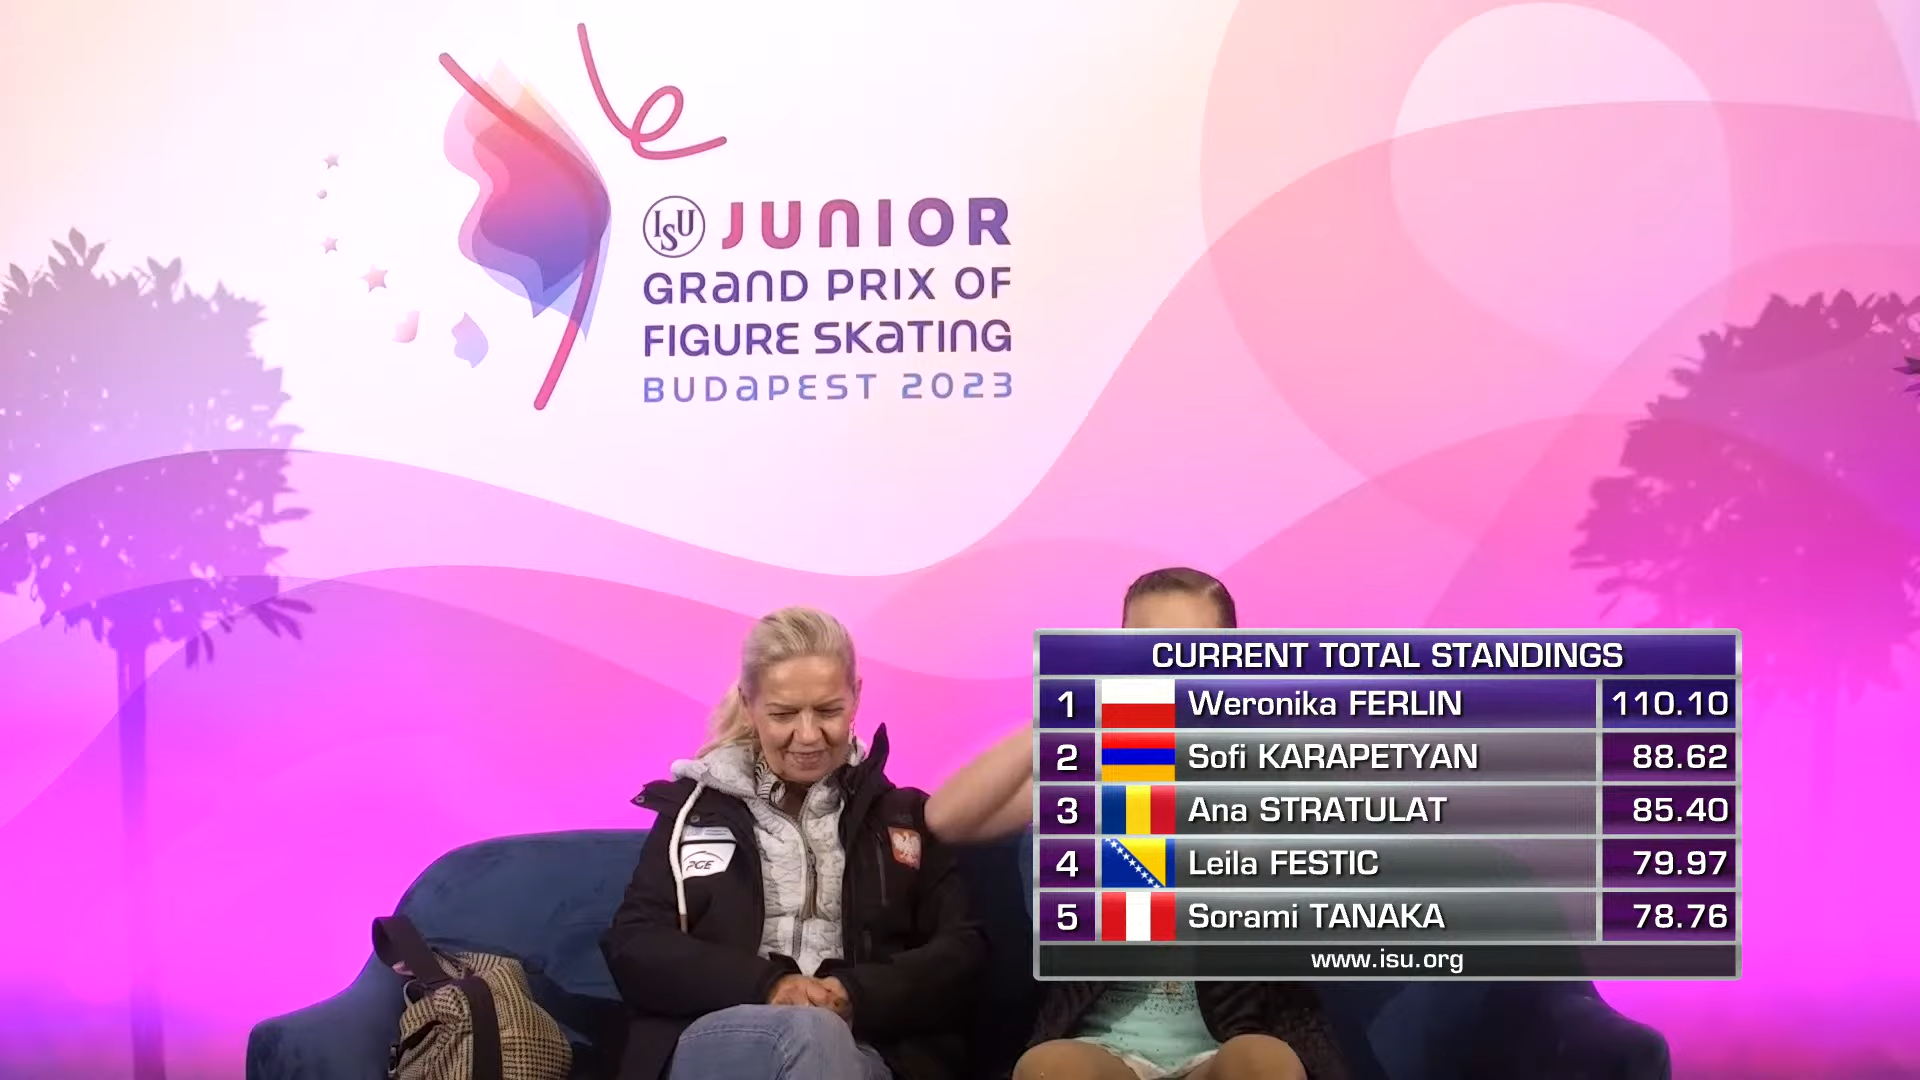 ISU JUNIOR
GRAND PRIX OF
FIGURE SKATING
BUDAPEST 2023
PGE
CURRENT TOTAL STANDINGS
1 Weronika FERLIN 110.10
2 Sofi KARAPETYAN 88.62
3 Ana STRATULAT 85.40
4 Leila FESTIC 79.97
5 Sorami TANAKA 78.76
www.isu.org